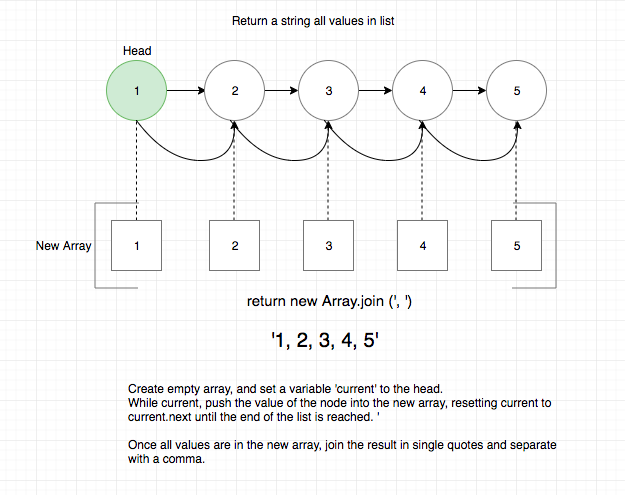 Return a string all values in list
Head
1 2 3 4 5
New Array 1 2 3 4 5
return new Array.join (', ')
'1, 2, 3, 4, 5'
Create empty array, and set a variable 'current' to the head.
While current, push the value of the node into the new array, resetting current to
current.next until the end of the list is reached. '
Once all values are in the new array, join the result in single quotes and separate
with a comma.